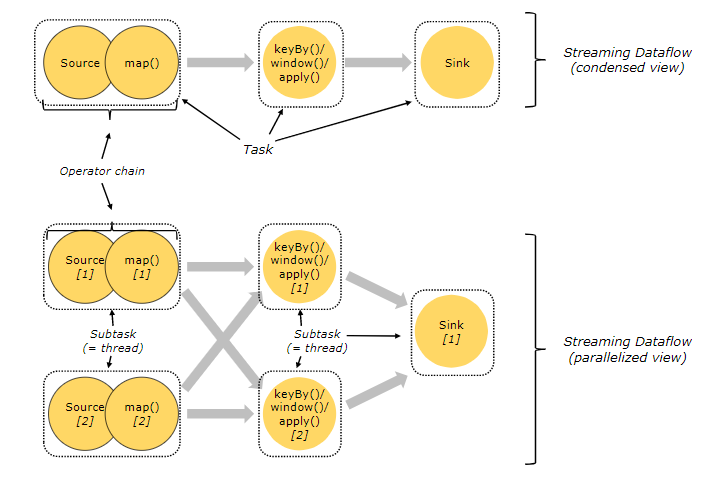 Source
map()
keyBy()/
window()/
apply()
Sink
Streaming Dataflow
(condensed view)
Task
Operator chain
Source
[1]
map()
[1]
keyBy()/
window()/
apply()
[1]
Sink
[1]
Subtask
(= thread)
Subtask
(= thread)
Streaming Dataflow
(parallelized view)
Source
[2]
map()
[2]
keyBy()/
window()/
apply()
[2]